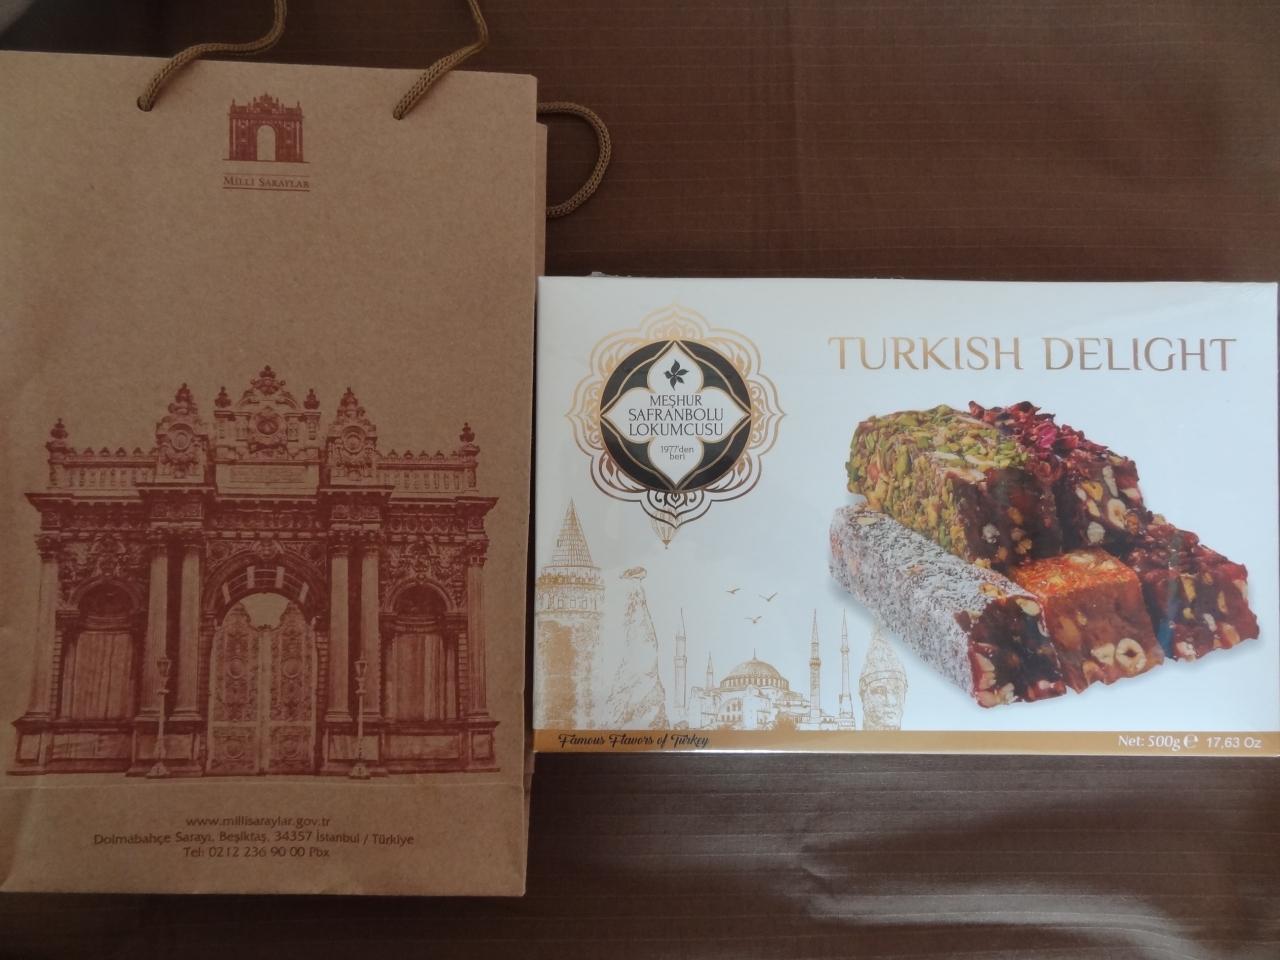 MİLLİ SARAYLAR
www.millisaraylar.gov.tr
Dolmabahçe Sarayı, Beşiktaş, 34357 İstanbul / Türkiye
Tel: 0212 236 90 00 Pbx
MEŞHUR
SAFRANBOLU
LOKUMCUSU
1977'den
beri
TURKISH DELIGHT
Famous Flavors of Turkey
Net: 500g ℮ 17,63 Oz